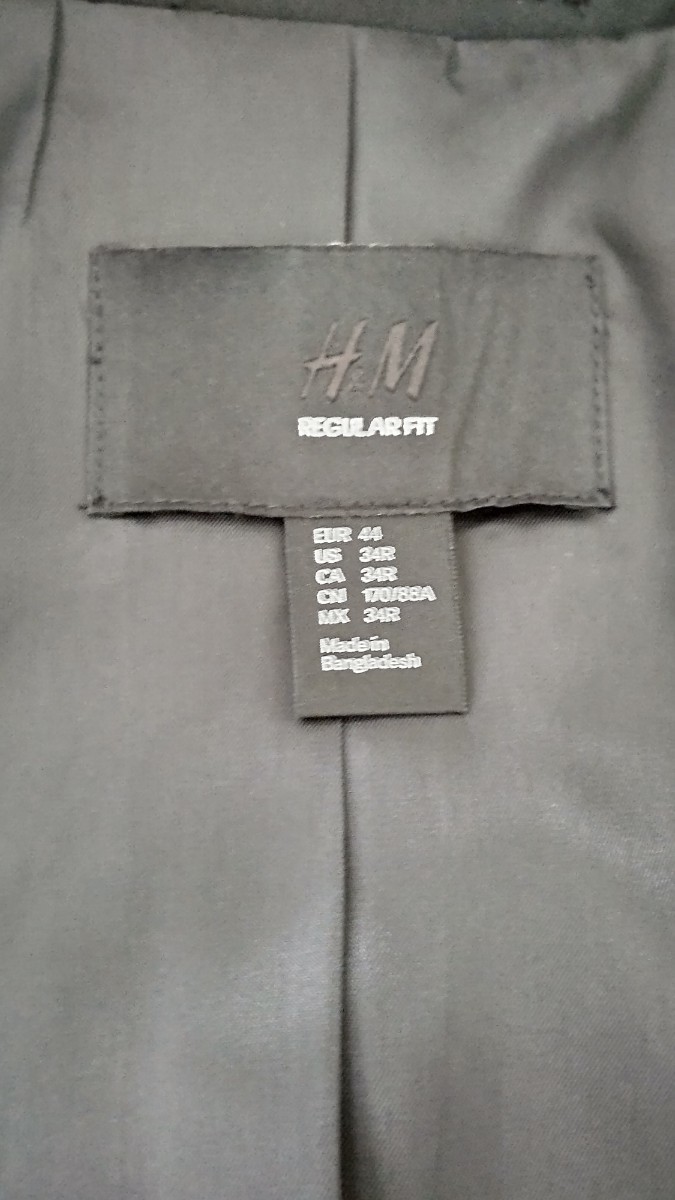 H&M
REGULAR FIT
EUR 44
US 34R
CA 34R
CN 170/88A
MX 34R
Made in
Bangladesh